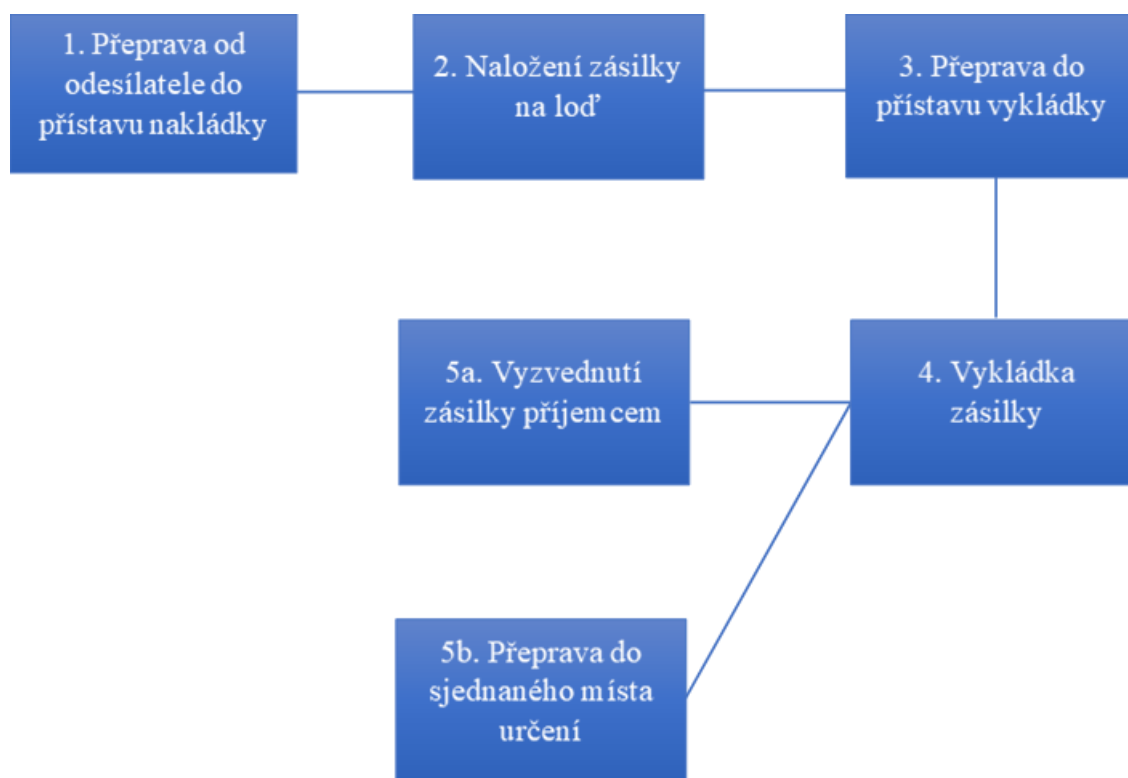 1. Přeprava od
odesílatele do
přístavu nakládky
2. Naložení zásilky
na loď
3. Přeprava do
přístavu vykládky
4. Vykládka
zásilky
5a. Vyzvednutí
zásilky příjemcem
5b. Přeprava do
sjednaného místa
určení